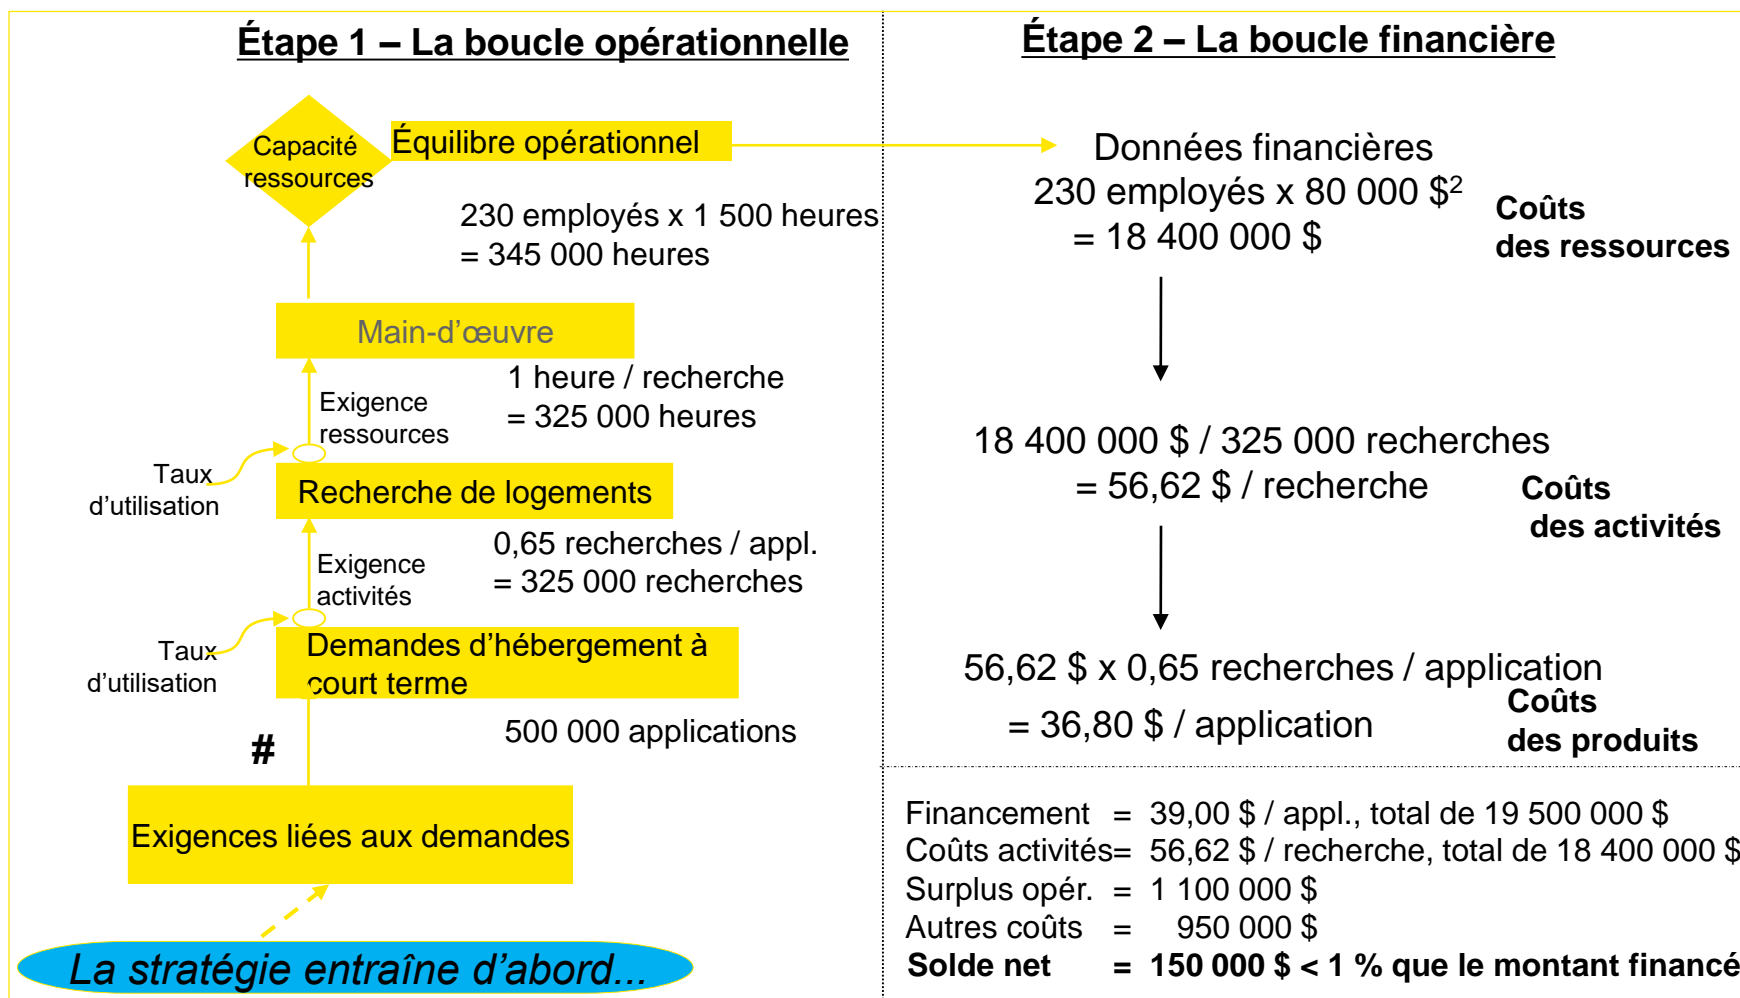 Étape 1 – La boucle opérationnelle
Capacité
ressources
Équilibre opérationnel
230 employés x 1 500 heures
= 345 000 heures
Main-d’œuvre
1 heure / recherche
= 325 000 heures
Exigence
ressources
Taux
d’utilisation
Recherche de logements
0,65 recherches / appl.
= 325 000 recherches
Exigence
activités
Taux
d’utilisation
Demandes d’hébergement à
court terme
500 000 applications
#
Exigences liées aux demandes
La stratégie entraîne d’abord...
Étape 2 – La boucle financière
Données financières
230 employés x 80 000 $2
= 18 400 000 $
Coûts
des ressources
18 400 000 $ / 325 000 recherches
= 56,62 $ / recherche
Coûts
des activités
56,62 $ x 0,65 recherches / application
= 36,80 $ / application
Coûts
des produits
Financement = 39,00 $ / appl., total de 19 500 000 $
Coûts activités= 56,62 $ / recherche, total de 18 400 000 $
Surplus opér. = 1 100 000 $
Autres coûts = 950 000 $
Solde net = 150 000 $ < 1 % que le montant financé